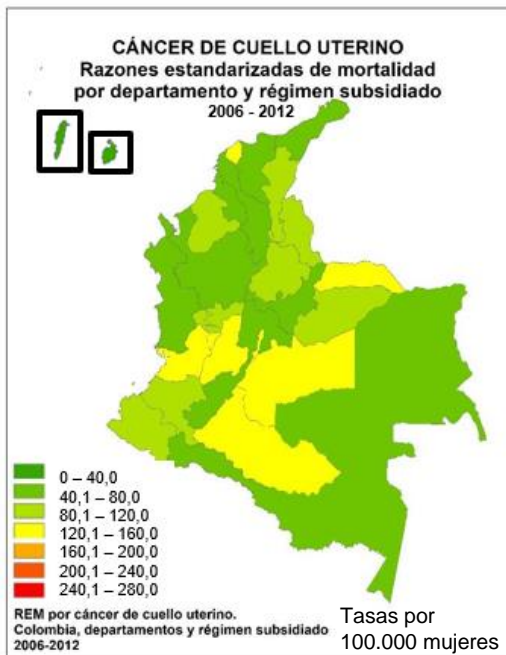 CÁNCER DE CUELLO UTERINO
Razones estandarizadas de mortalidad
por departamento y régimen subsidiado
2006 - 2012
0 – 40,0
40,1 – 80,0
80,1 – 120,0
120,1 – 160,0
160,1 – 200,0
200,1 – 240,0
240,1 – 280,0
REM por cáncer de cuello uterino.
Colombia, departamentos y régimen subsidiado
2006-2012
Tasas por
100.000 mujeres